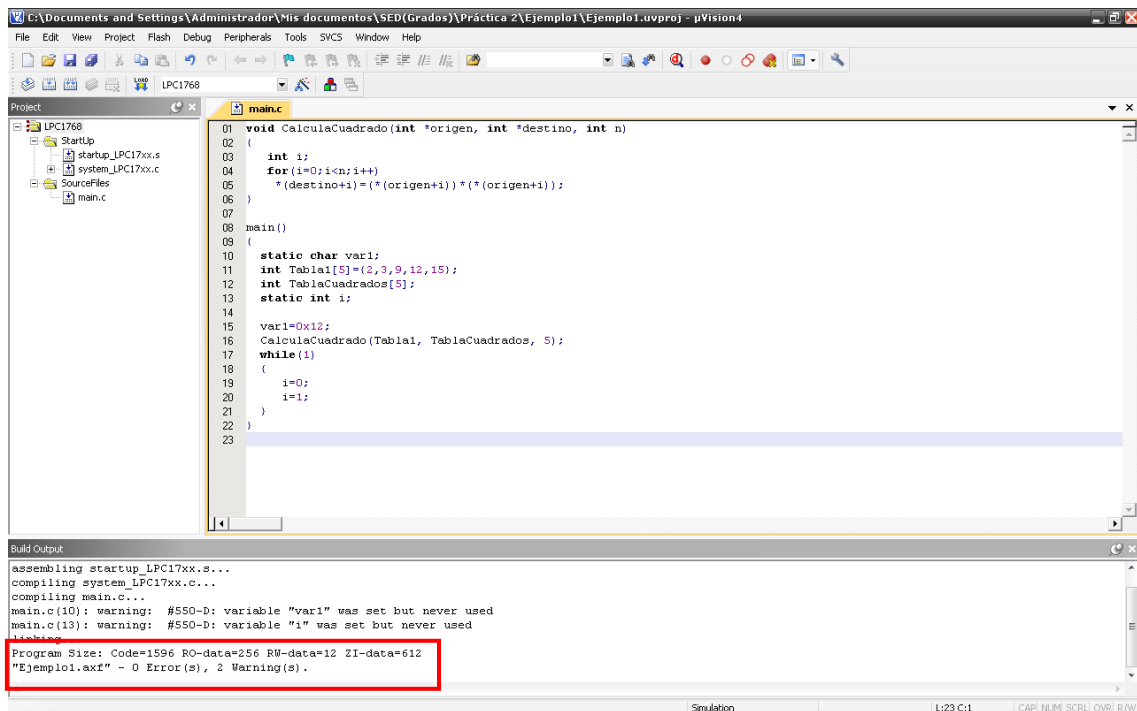 C:\Documents and Settings\Administrador\Mis documentos\SED(Grados)\Práctica 2\Ejemplo1\Ejemplo1.uvproj - µVision4
File Edit View Project Flash Debug Peripherals Tools SVCS Window Help
LOAD LPC1768
Project
LPC1768
StartUp
startup_LPC17xx.s
system_LPC17xx.c
SourceFiles
main.c
main.c
01 void CalculaCuadrado(int *origen, int *destino, int n)
02 {
03 int i;
04 for(i=0;i<n;i++)
05 *(destino+i)=(*(origen+i))*(*(origen+i));
06 }
07
08 main()
09 {
10 static char var1;
11 int Tabla1[5]={2,3,9,12,15};
12 int TablaCuadrados[5];
13 static int i;
14
15 var1=0x12;
16 CalculaCuadrado(Tabla1, TablaCuadrados, 5);
17 while(1)
18 {
19 i=0;
20 i=1;
21 }
22 }
23
Build Output
assembling startup_LPC17xx.s...
compiling system_LPC17xx.c...
compiling main.c...
main.c(10): warning: #550-D: variable "var1" was set but never used
main.c(13): warning: #550-D: variable "i" was set but never used
linking...
Program Size: Code=1596 RO-data=256 RW-data=12 ZI-data=612
"Ejemplo1.axf" - 0 Error(s), 2 Warning(s).
Simulation
L:23 C:1
CAP NUM SCRL OVR R/W